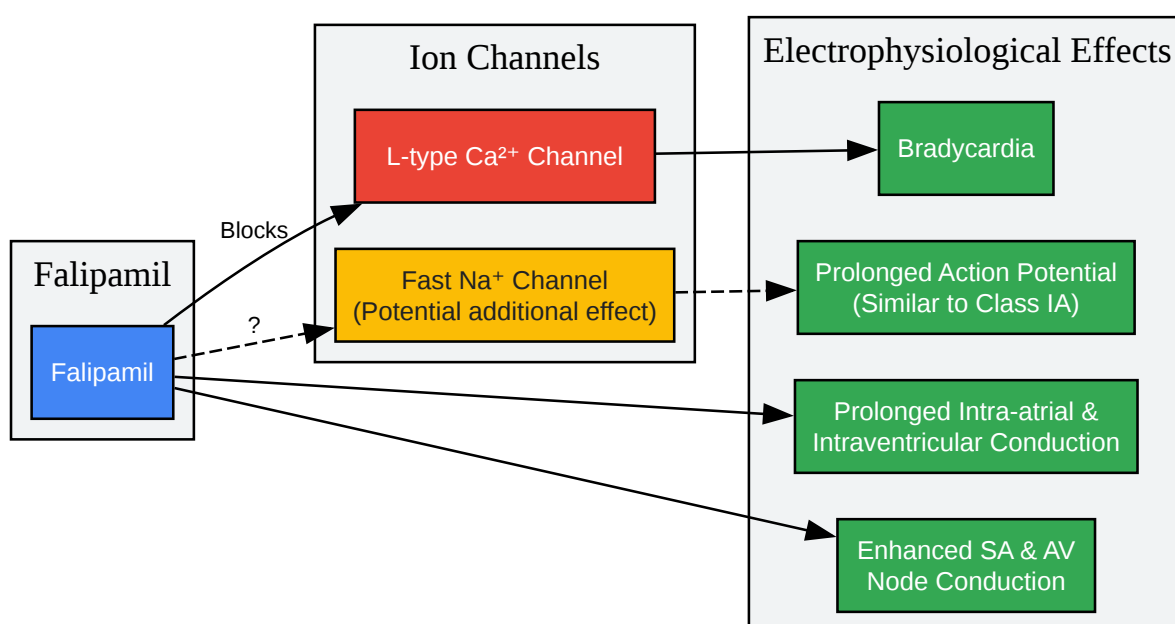 Falipamil
Falipamil
Blocks
?
Ion Channels
L-type Ca²⁺ Channel
Fast Na⁺ Channel
(Potential additional effect)
Electrophysiological Effects
Bradycardia
Prolonged Action Potential
(Similar to Class IA)
Prolonged Intra-atrial &
Intraventricular Conduction
Enhanced SA & AV
Node Conduction